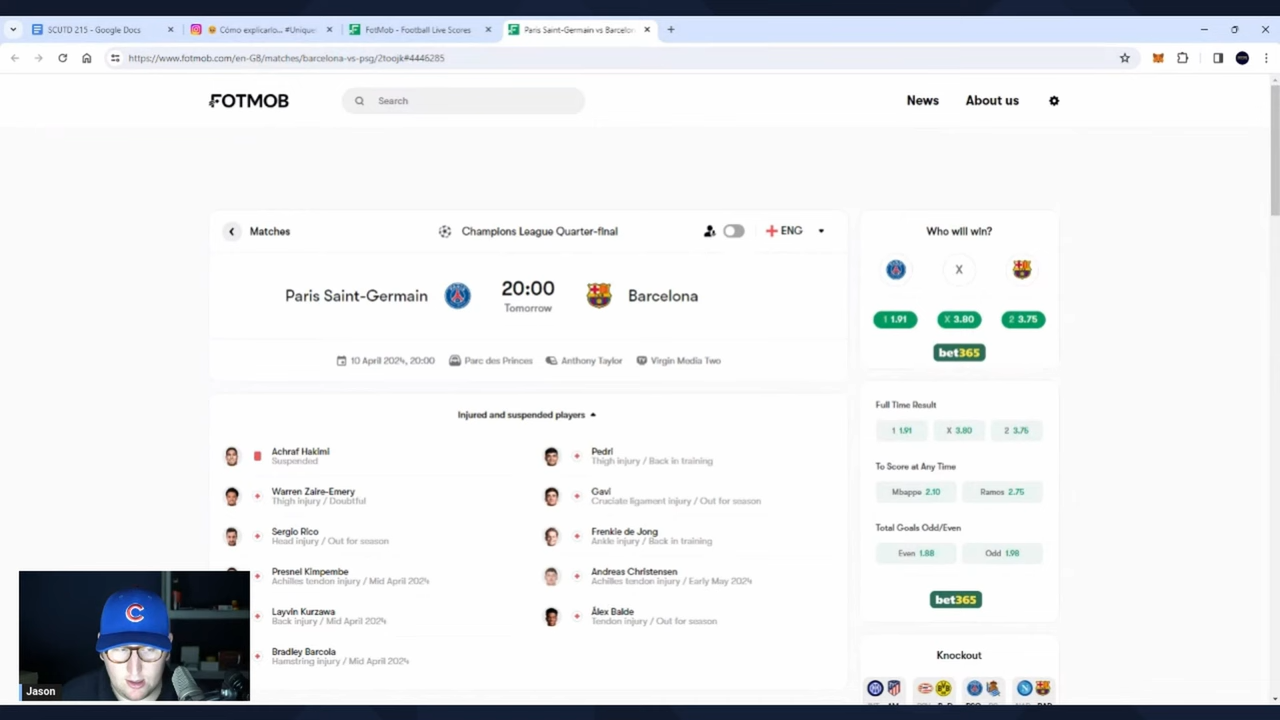 SCUTD 215 - Google Docs
Cómo explicarlo... #Unique
FotMob - Football Live Scores
Paris Saint-Germain vs Barcelon
https://www.fotmob.com/en-GB/matches/barcelona-vs-psg/2toojk#4446285
FOTMOB
Search
News
About us
Matches
Champions League Quarter-final
ENG
Paris Saint-Germain
20:00
Tomorrow
Barcelona
10 April 2024, 20:00
Parc des Princes
Anthony Taylor
Virgin Media Two
Injured and suspended players
Achraf Hakimi
Suspended
Warren Zaire-Emery
Thigh injury / Doubtful
Sergio Rico
Head injury / Out for season
Presnel Kimpembe
Achilles tendon injury / Mid April 2024
Layvin Kurzawa
Back injury / Mid April 2024
Bradley Barcola
Hamstring injury / Mid April 2024
Pedri
Thigh injury / Back in training
Gavi
Cruciate ligament injury / Out for season
Frenkie de Jong
Ankle injury / Back in training
Andreas Christensen
Achilles tendon injury / Early May 2024
Álex Balde
Tendon injury / Out for season
Who will win?
X
1 1.91
X 3.80
2 3.75
bet365
Full Time Result
1 1.91
X 3.80
2 3.75
To Score at Any Time
Mbappe 2.10
Ramos 2.75
Total Goals Odd/Even
Even 1.88
Odd 1.98
bet365
Knockout
C
Jason